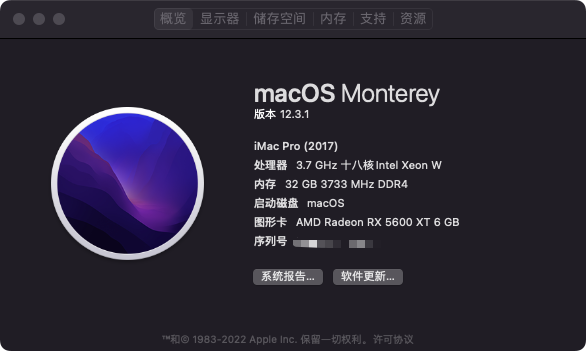 概览 显示器 储存空间 内存 支持 资源
macOS Monterey
版本 12.3.1
iMac Pro (2017)
处理器 3.7 GHz 十八核Intel Xeon W
内存 32 GB 3733 MHz DDR4
启动磁盘 macOS
图形卡 AMD Radeon RX 5600 XT 6 GB
序列号
系统报告... 软件更新...
™和© 1983-2022 Apple Inc. 保留一切权利。许可协议